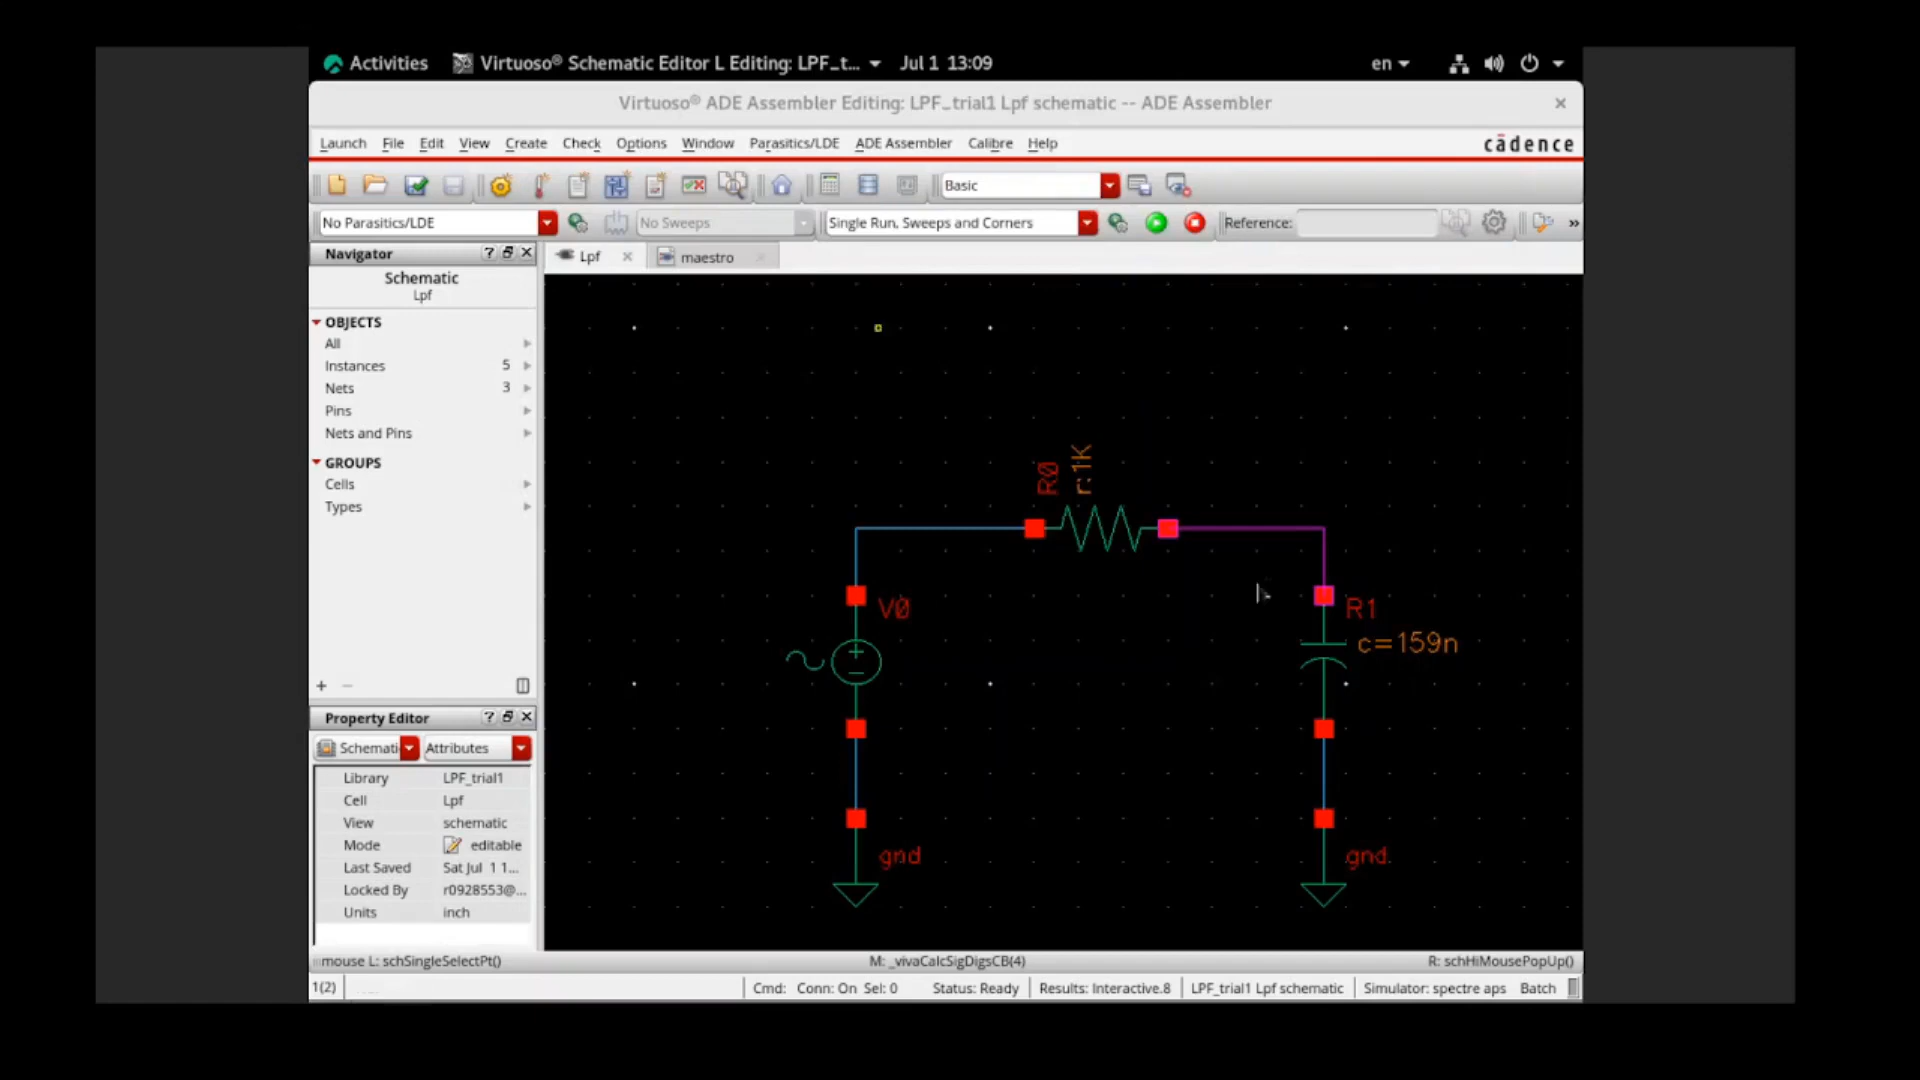 Activities Virtuoso® Schematic Editor L Editing: LPF_t... Jul 1 13:09 en
Virtuoso® ADE Assembler Editing: LPF_trial1 Lpf schematic -- ADE Assembler
Launch File Edit View Create Check Options Window Parasitics/LDE ADE Assembler Calibre Help cādence
Basic
No Parasitics/LDE No Sweeps Single Run, Sweeps and Corners Reference: »
Navigator ? Lpf maestro
Schematic
Lpf
OBJECTS
All
Instances 5
Nets 3
Pins
Nets and Pins
GROUPS
Cells
Types
R0
r:1K
V0
R1
c=159n
gnd
gnd
Property Editor ?
Schemati Attributes
Library LPF_trial1
Cell Lpf
View schematic
Mode editable
Last Saved Sat Jul 1 1...
Locked By r0928553@...
Units inch
mouse L: schSingleSelectPt() M: _vivaCalcSigDigsCB(4) R: schHiMousePopUp()
1(2) Cmd: Conn: On Sel: 0 Status: Ready Results: Interactive.8 LPF_trial1 Lpf schematic Simulator: spectre aps Batch